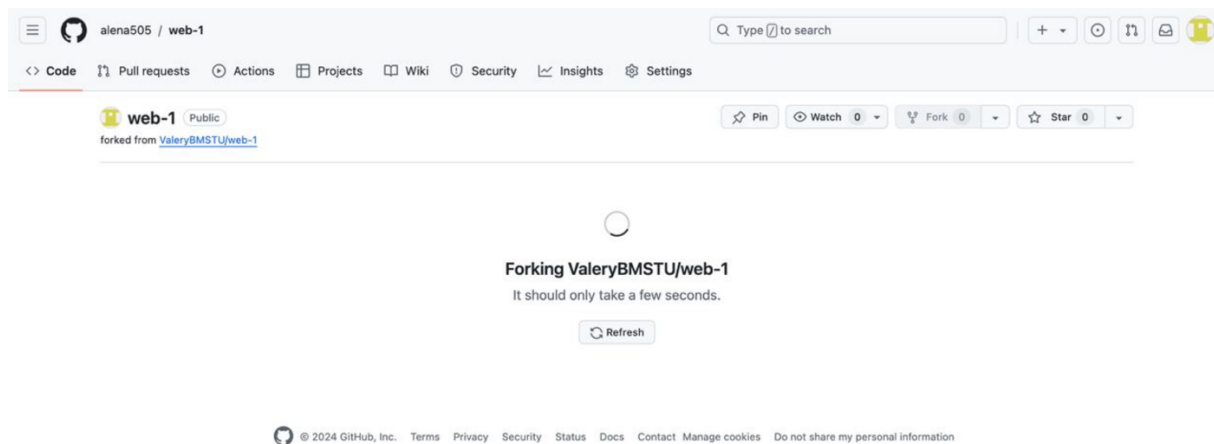 alena505 / web-1 Type / to search
Code Pull requests Actions Projects Wiki Security Insights Settings
web-1 Public Pin Watch 0 Fork 0 Star 0
forked from ValeryBMSTU/web-1
Forking ValeryBMSTU/web-1
It should only take a few seconds.
Refresh
© 2024 GitHub, Inc. Terms Privacy Security Status Docs Contact Manage cookies Do not share my personal information